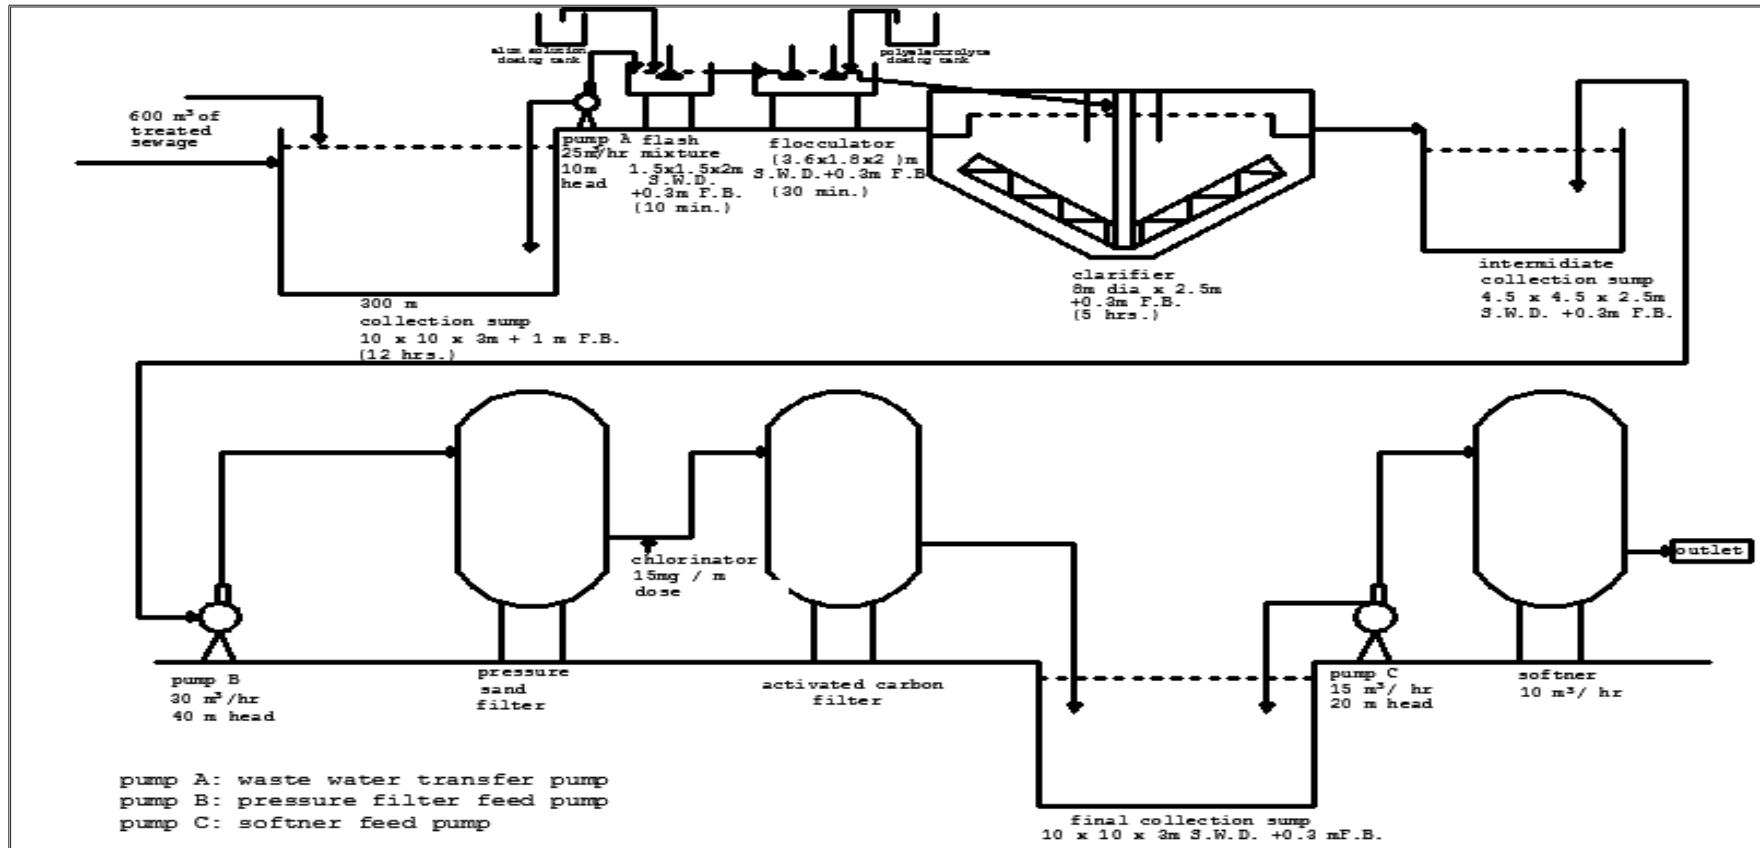 alum solution
dosing tank
polyelectrolyte
dosing tank
600 m³of
treated
sewage
pump A
25m³/hr
10m
head
flash
mixture
1.5x1.5x2m
S.W.D.
+0.3m F.B.
(10 min.)
flocculator
(3.6x1.8x2 )m
S.W.D.+0.3m F.B
(30 min.)
clarifier
8m dia x 2.5m
+0.3m F.B.
(5 hrs.)
intermidiate
collection sump
4.5 x 4.5 x 2.5m
S.W.D. +0.3m F.B.
300 m
collection sump
10 x 10 x 3m + 1 m F.B.
(12 hrs.)
chlorinator
15mg / m
dose
outlet
pump B
30 m³/hr
40 m head
pressure
sand
filter
activated carbon
filter
pump C
15 m³/ hr
20 m head
softner
10 m³/ hr
pump A: waste water transfer pump
pump B: pressure filter feed pump
pump C: softner feed pump
final collection sump
10 x 10 x 3m S.W.D. +0.3 mF.B.